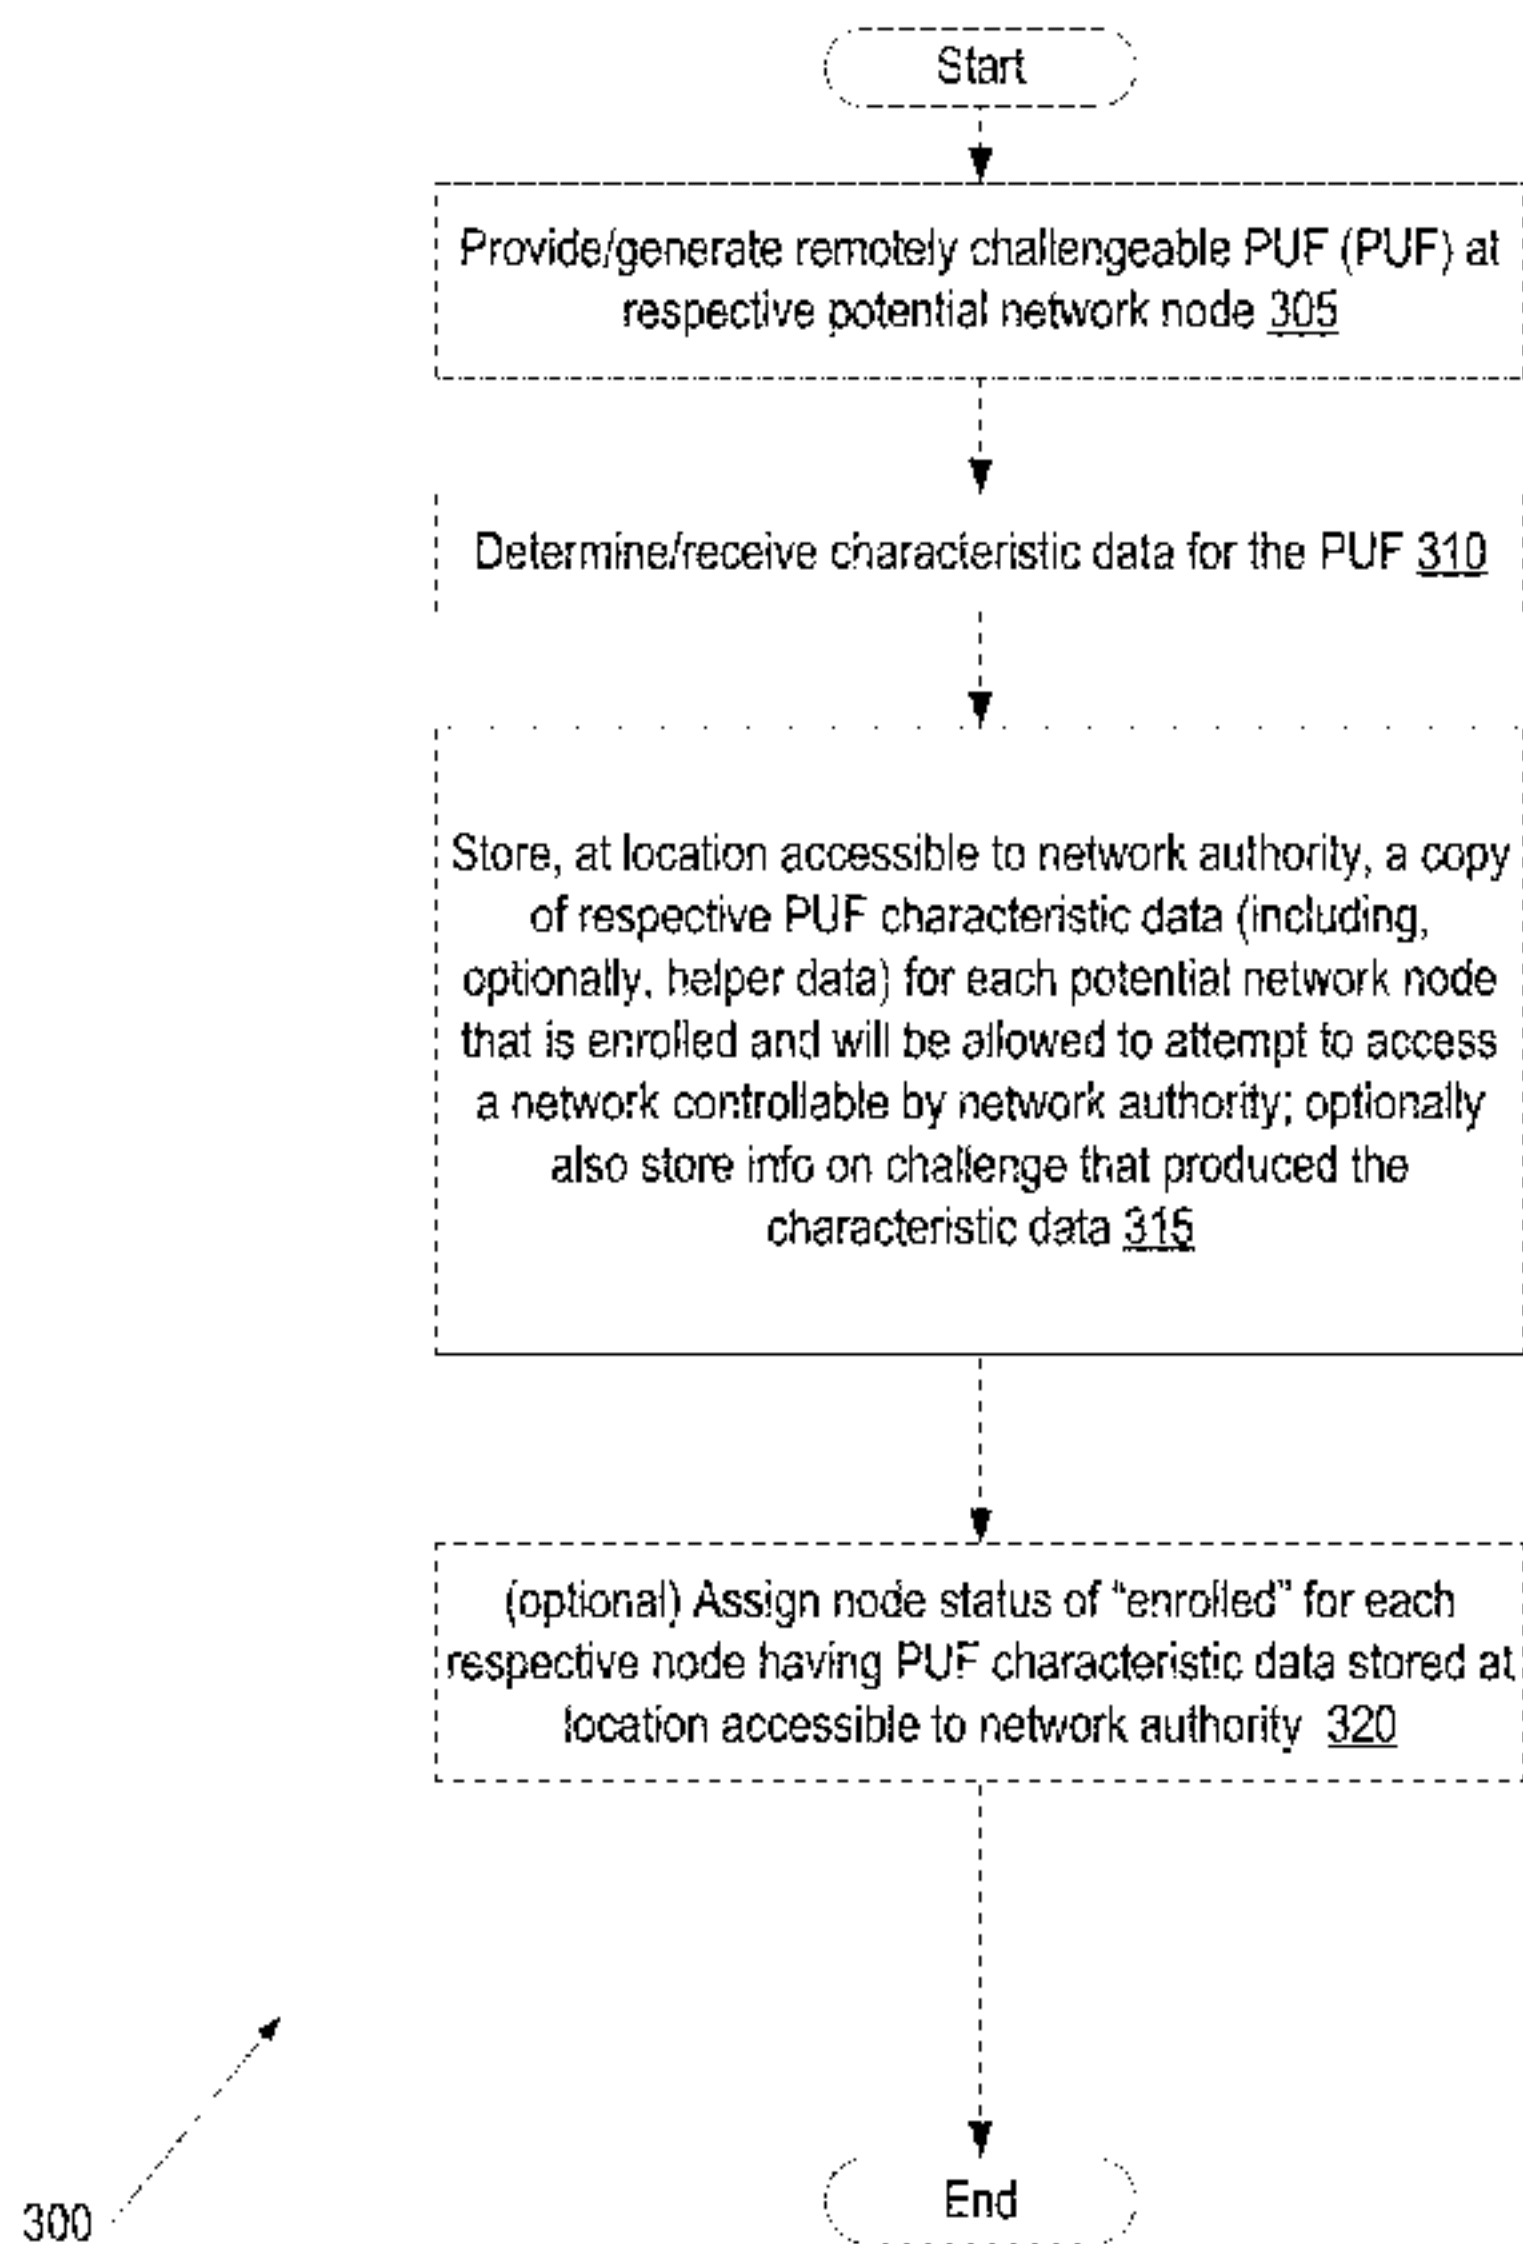 Start
Provide/generate remotely challengeable PUF (PUF) at
respective potential network node 305
Determine/receive characteristic data for the PUF 310
Store, at location accessible to network authority, a copy
of respective PUF characteristic data (including,
optionally, helper data) for each potential network node
that is enrolled and will be allowed to attempt to access
a network controllable by network authority; optionally
also store info on challenge that produced the
characteristic data 315
(optional) Assign node status of “enrolled” for each
respective node having PUF characteristic data stored at
location accessible to network authority 320
End
300